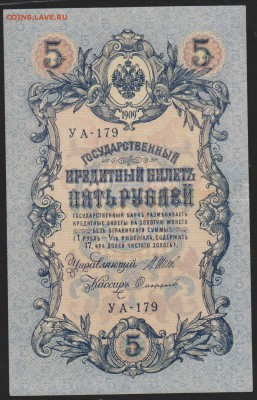 COINS.LAVE.RU
5 5
1909
УА-179
ГОСУДАРСТВЕННЫЙ
КРЕДИТНЫЙ БИЛЕТЪ
ПЯТЬ РУБЛЕЙ
ГОСУДАРСТВЕННЫЙ БАНКЪ РАЗМѢНИВАЕТЪ
КРЕДИТНЫЕ БИЛЕТЫ НА ЗОЛОТУЮ МОНЕТУ
БЕЗЪ ОГРАНИЧЕНІЯ СУММЫ
(1 РУБЛЬ = 1/15 ИМПЕРІАЛА, СОДЕРЖИТЪ
17,424 ДОЛЕЙ ЧИСТАГО ЗОЛОТА).
Управляющій
Кассиръ
УА-179
5